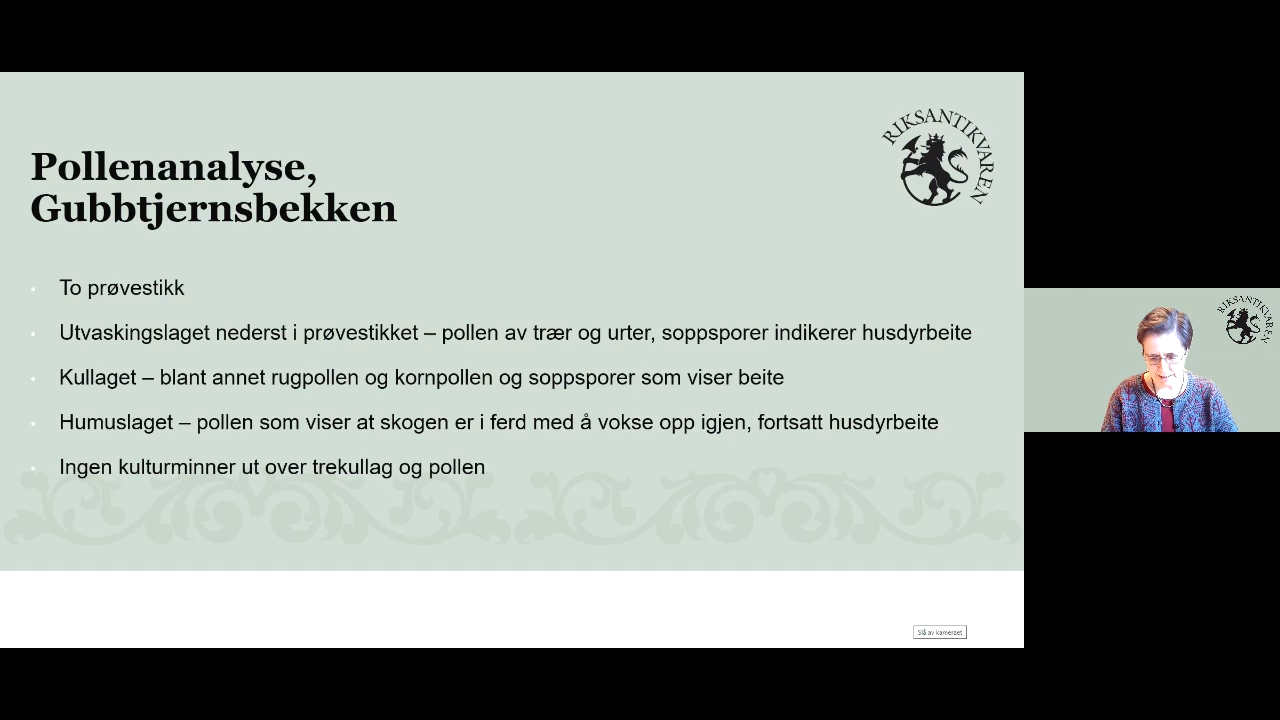 RIKSANTIKVAREN
Pollenanalyse,
Gubbtjernsbekken
To prøvestikk
Utvaskingslaget nederst i prøvestikket – pollen av trær og urter, soppsporer indikerer husdyrbeite
Kullaget – blant annet rugpollen og kornpollen og soppsporer som viser beite
Humuslaget – pollen som viser at skogen er i ferd med å vokse opp igjen, fortsatt husdyrbeite
Ingen kulturminner ut over trekullag og pollen
RIKSANTIKVAREN
Slå av kameraet